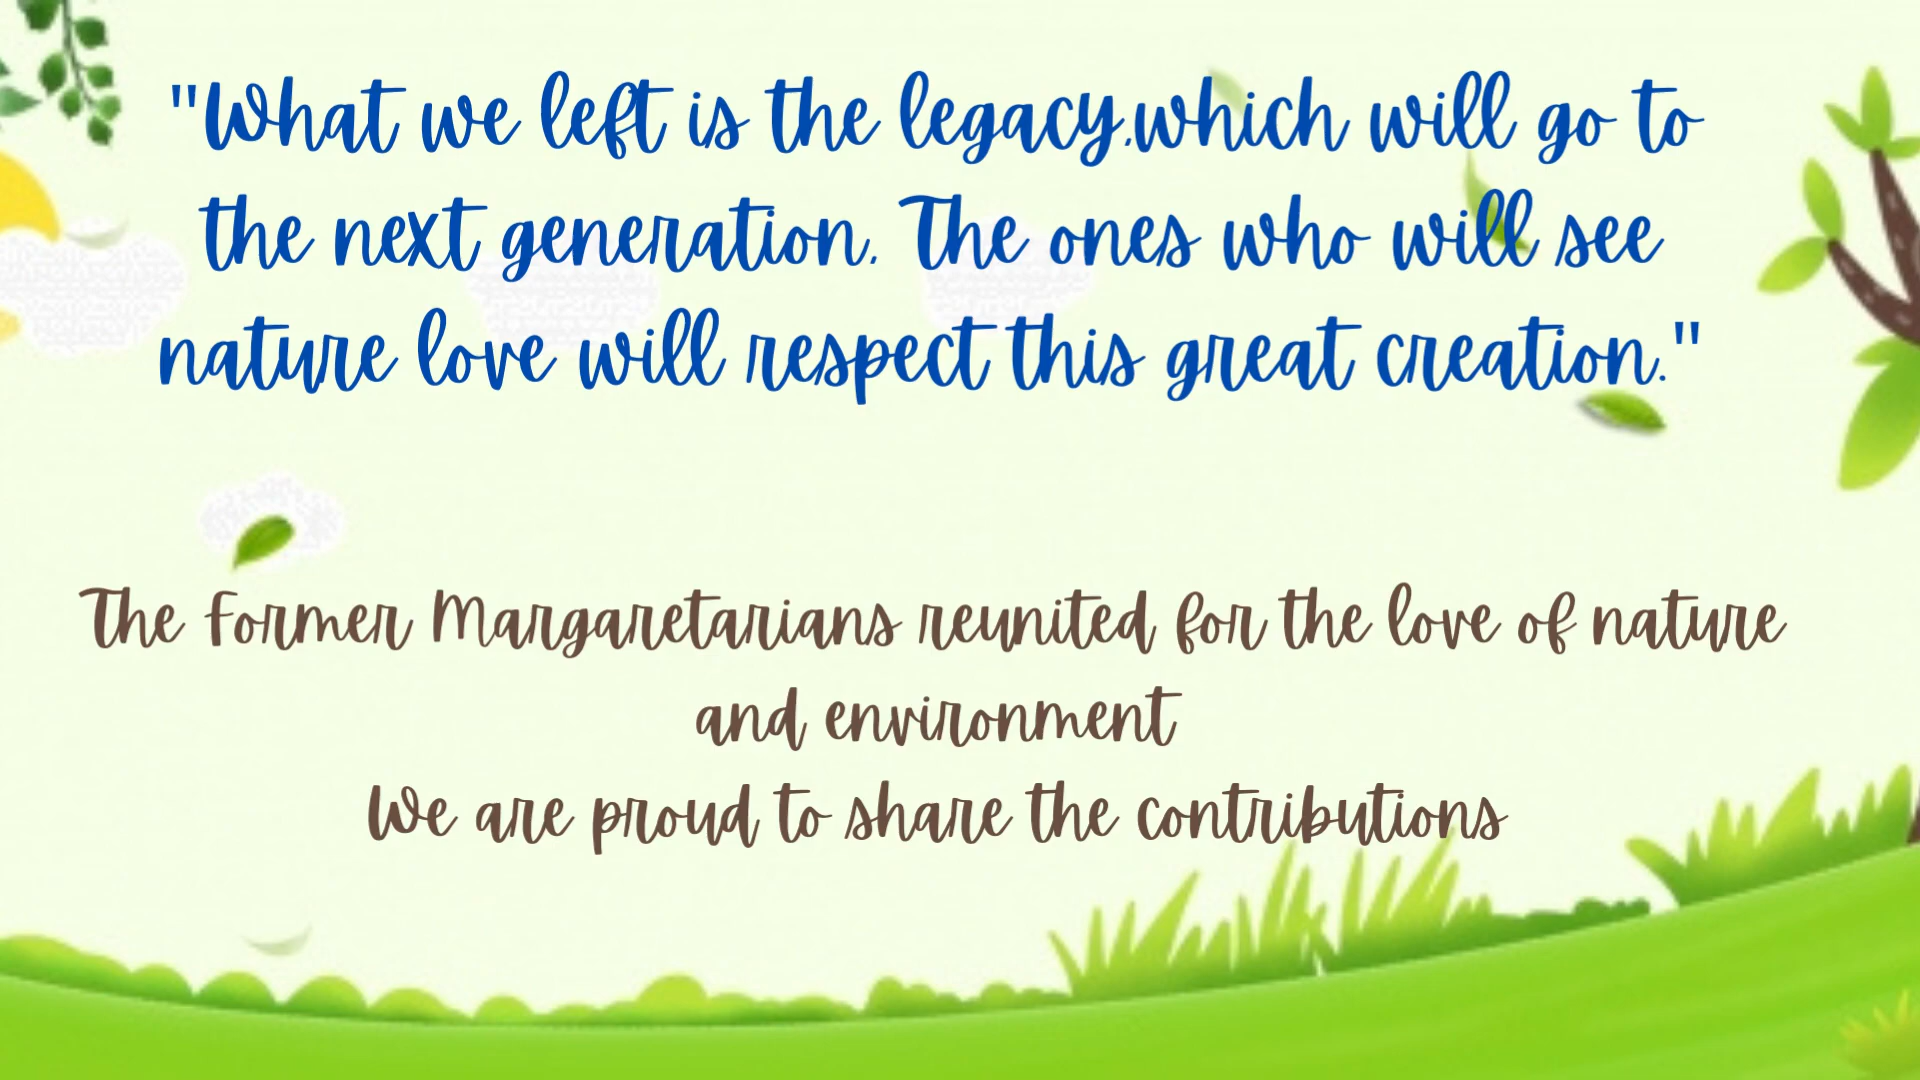 "What we left is the legacy,which will go to
the next generation. The ones who will see
nature love will respect this great creation."
The Former Margaretarians reunited for the love of nature
and environment
We are proud to share the contributions